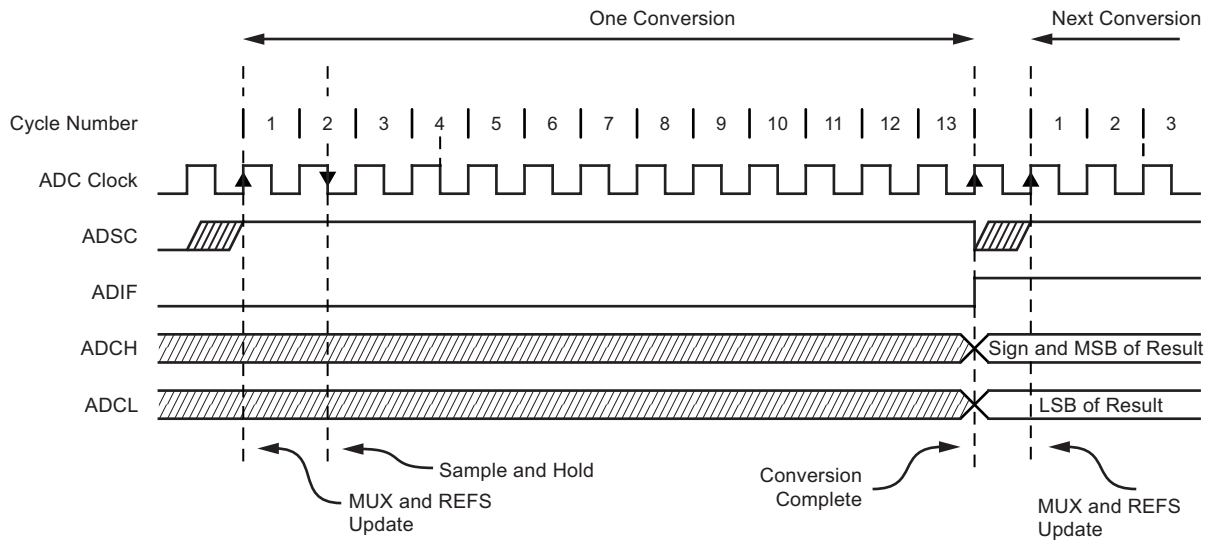 One Conversion
Next Conversion
Cycle Number
1 2 3 4 5 6 7 8 9 10 11 12 13 1 2 3
ADC Clock
ADSC
ADIF
ADCH
Sign and MSB of Result
ADCL
LSB of Result
Sample and Hold
MUX and REFS
Update
Conversion
Complete
MUX and REFS
Update